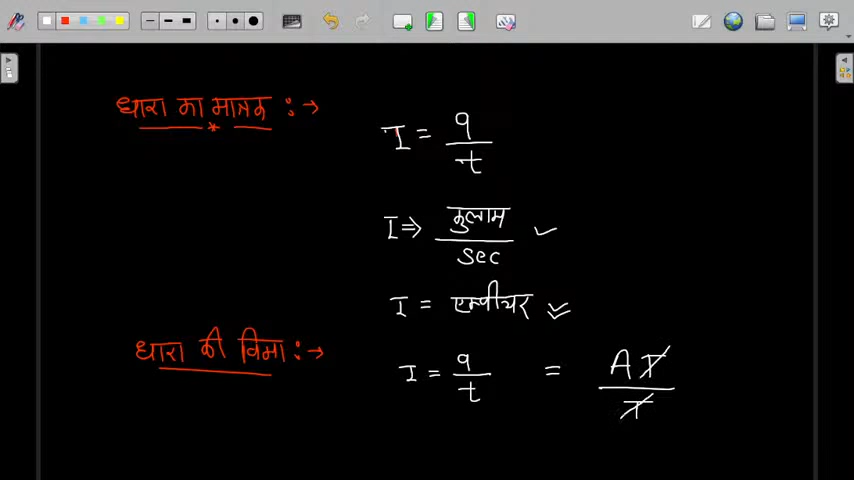 धारा का मात्रक :→
I = q/t
I ⇒ कुलाम/sec ✓
I = एम्पीयर ✓
धारा की विमा :→
I = q/t = AT/T